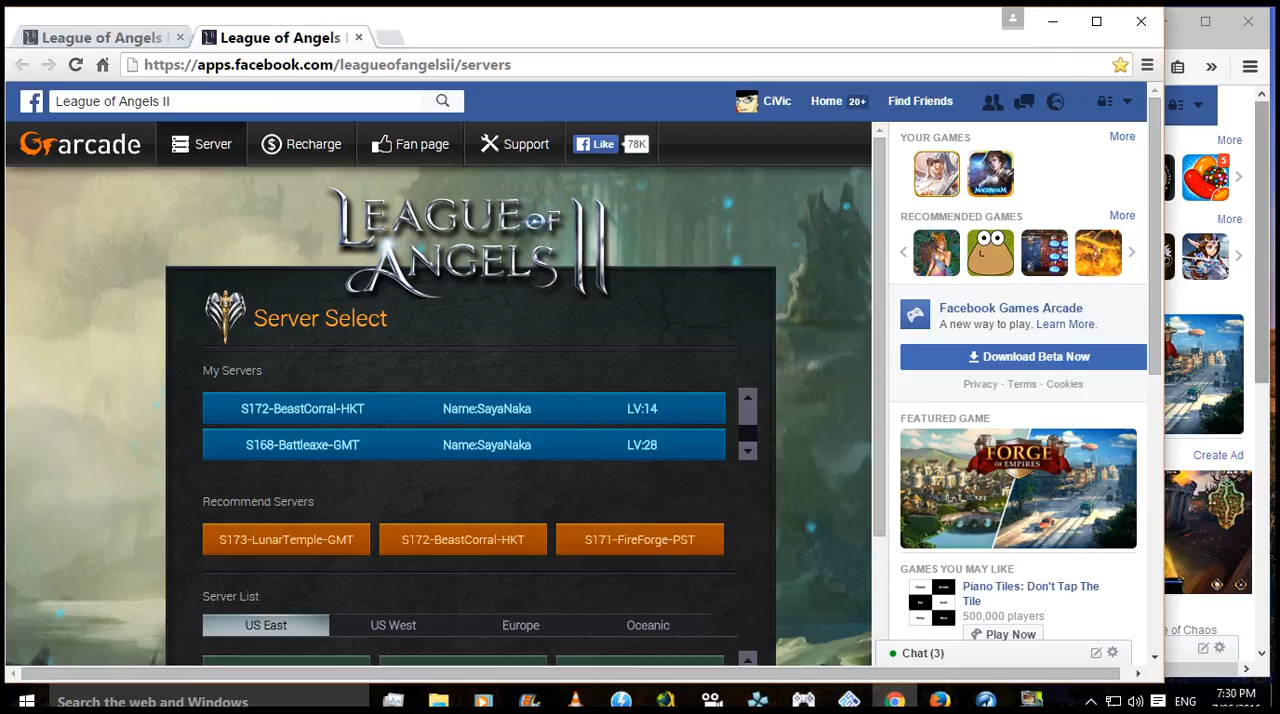 League of Angels
League of Angels
https://apps.facebook.com/leagueofangelsii/servers
League of Angels II
CiVic
Home 20+
Find Friends
Gtarcade
Server
Recharge
Fan page
Support
Like
78K
LEAGUE OF ANGELS II
Server Select
My Servers
S172-BeastCorral-HKT Name:SayaNaka LV:14
S168-Battleaxe-GMT Name:SayaNaka LV:28
Recommend Servers
S173-LunarTemple-GMT S172-BeastCorral-HKT S171-FireForge-PST
Server List
US East US West Europe Oceanic
YOUR GAMES More
MAGEREALM
RECOMMENDED GAMES More
Facebook Games Arcade
A new way to play. Learn More.
Download Beta Now
Privacy · Terms · Cookies
FEATURED GAME
FORGE OF EMPIRES
GAMES YOU MAY LIKE
Piano Tiles: Don't Tap The
Tile
500,000 players
Play Now
Chat (3)
More
5
More
Create Ad
e of Chaos
Search the web and Windows
ENG
7:30 PM